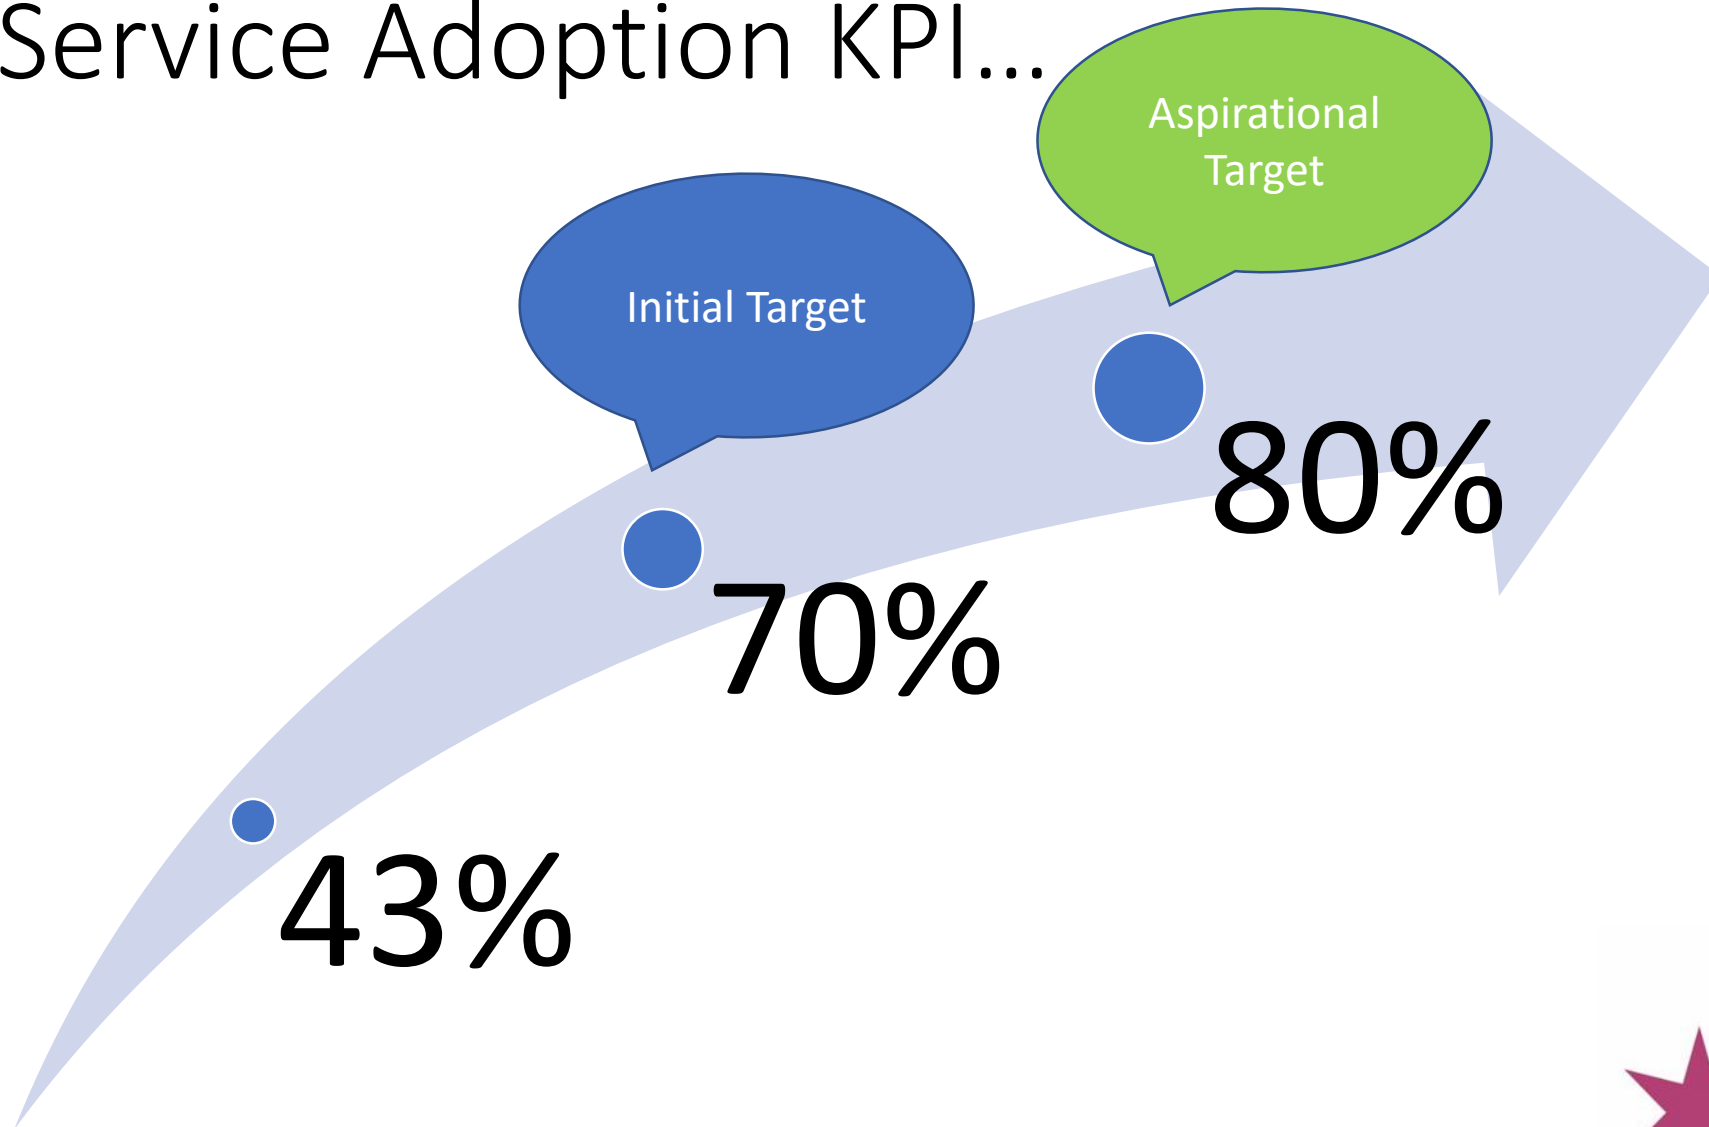 Service Adoption KPI...
Aspirational
Target
Initial Target
80%
70%
43%